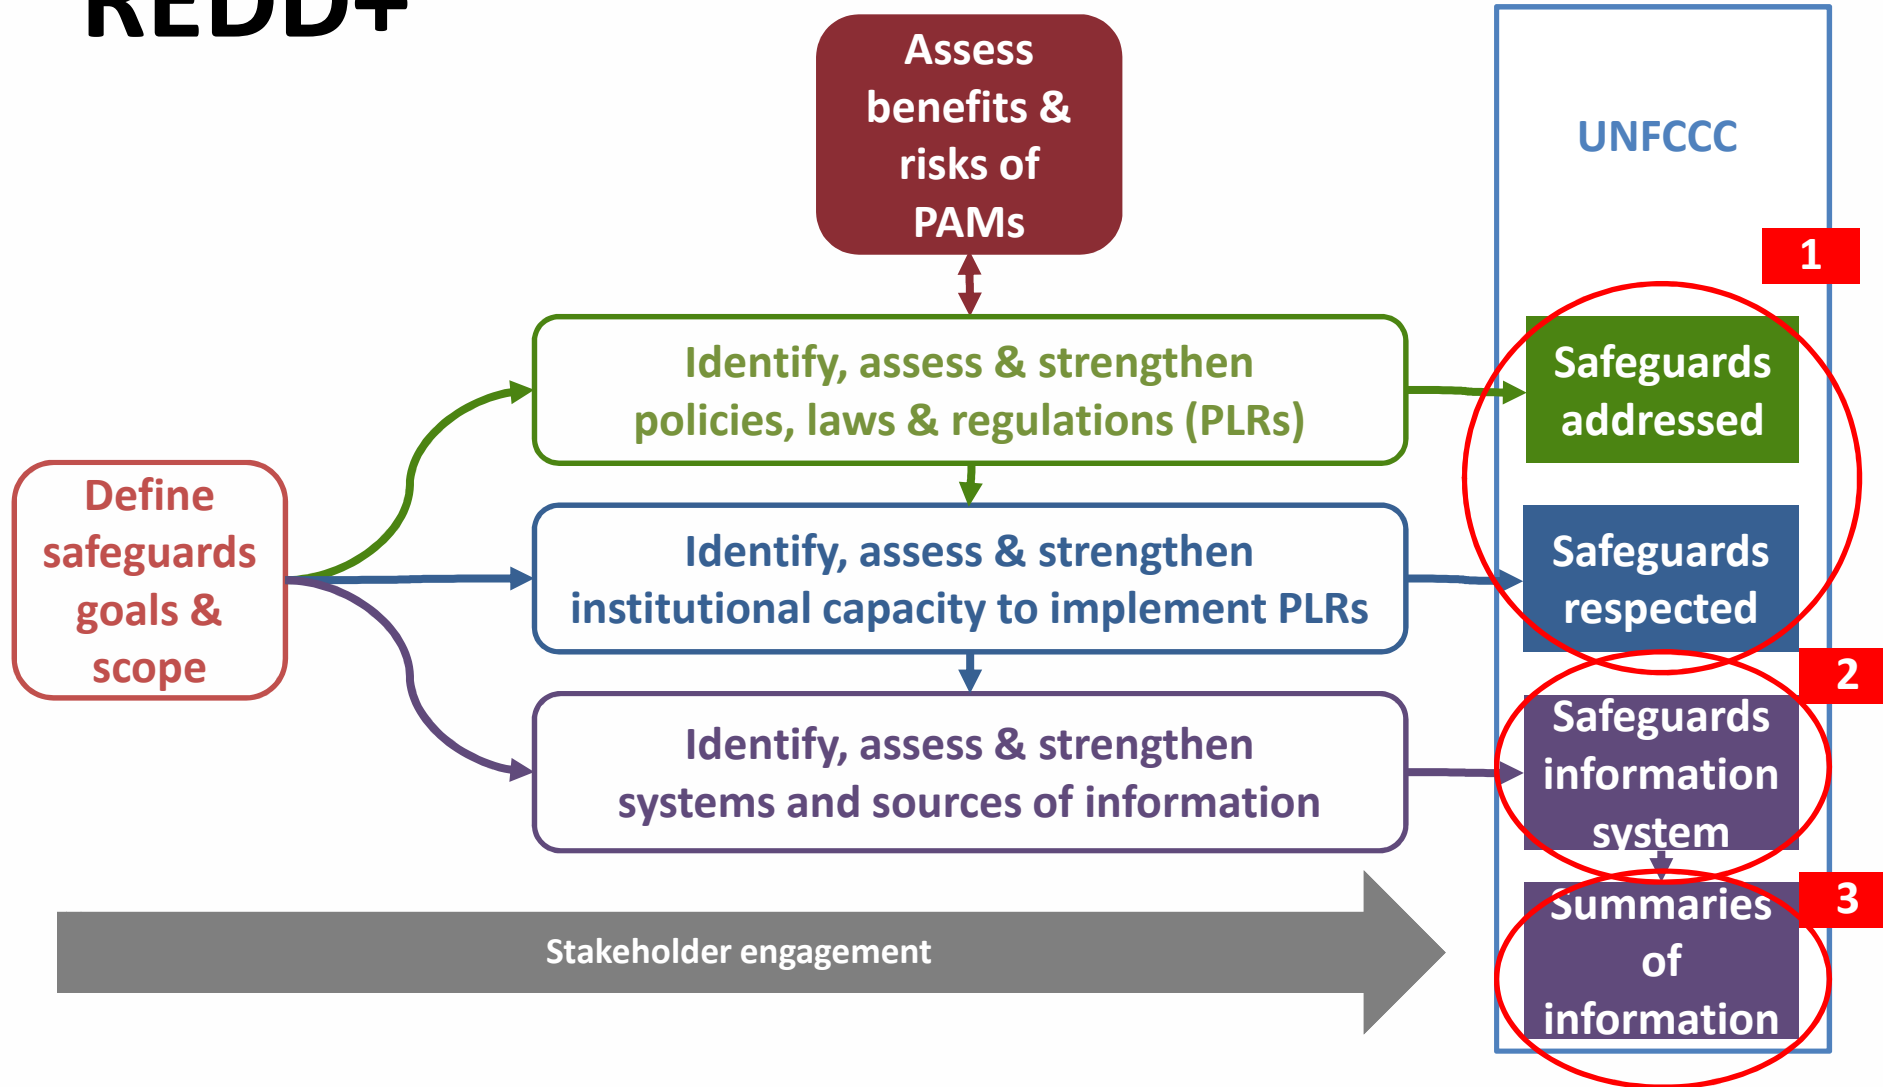 REDD+
Assess
benefits &
risks of
PAMs
UNFCCC
1
Identify, assess & strengthen
policies, laws & regulations (PLRs)
Safeguards
addressed
Define
safeguards
goals &
scope
Identify, assess & strengthen
institutional capacity to implement PLRs
Safeguards
respected
2
Identify, assess & strengthen
systems and sources of information
Safeguards
information
system
3
Summaries
of
information
Stakeholder engagement